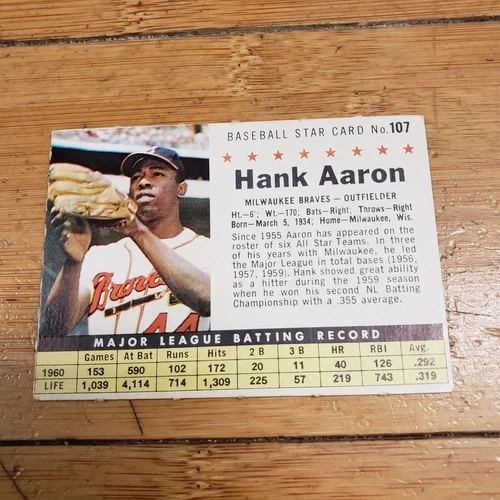 BASEBALL STAR CARD No. 107
Hank Aaron
MILWAUKEE BRAVES — OUTFIELDER
Ht.—6'; Wt.—170; Bats—Right; Throws—Right
Born—March 5, 1934; Home—Milwaukee, Wis.
Since 1955 Aaron has appeared on the
roster of six All Star Teams. In three
of his years with Milwaukee, he led
the Major League in total bases (1956,
1957, 1959). Hank showed great ability
as a hitter during the 1959 season
when he won his second NL Batting
Championship with a .355 average.
Braves
44
MAJOR LEAGUE BATTING RECORD
Games At Bat Runs Hits 2 B 3 B HR RBI Avg.
1960 153 590 102 172 20 11 40 126 .292
LIFE 1,039 4,114 714 1,309 225 57 219 743 .319